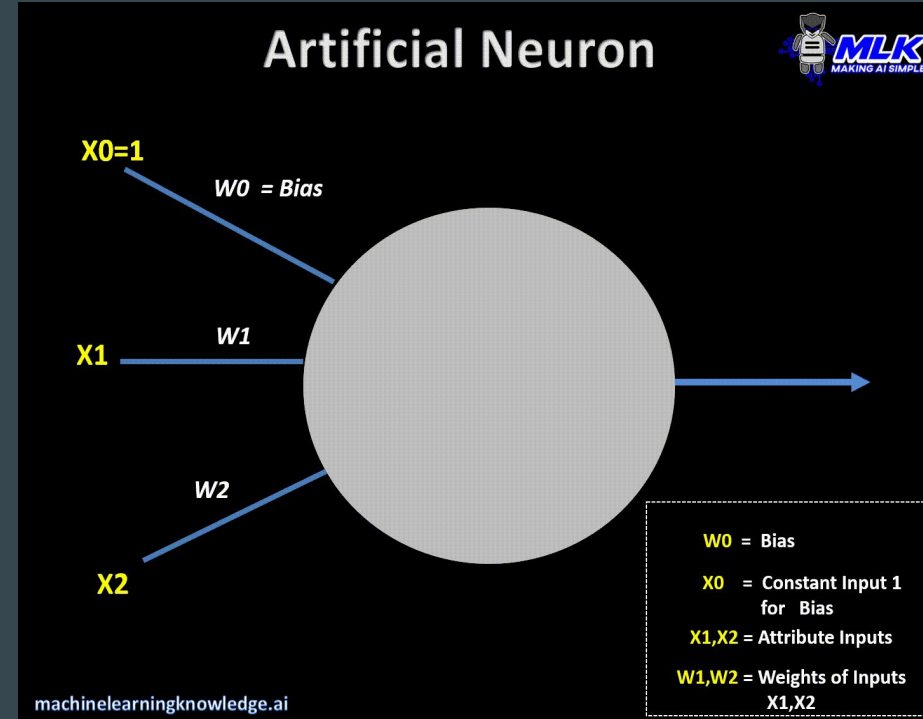 Artificial Neuron
MLK
MAKING AI SIMPLE
X0=1
W0 = Bias
W1
X1
W2
X2
W0 = Bias
X0 = Constant Input 1
for Bias
X1,X2 = Attribute Inputs
W1,W2 = Weights of Inputs
X1,X2
machinelearningknowledge.ai